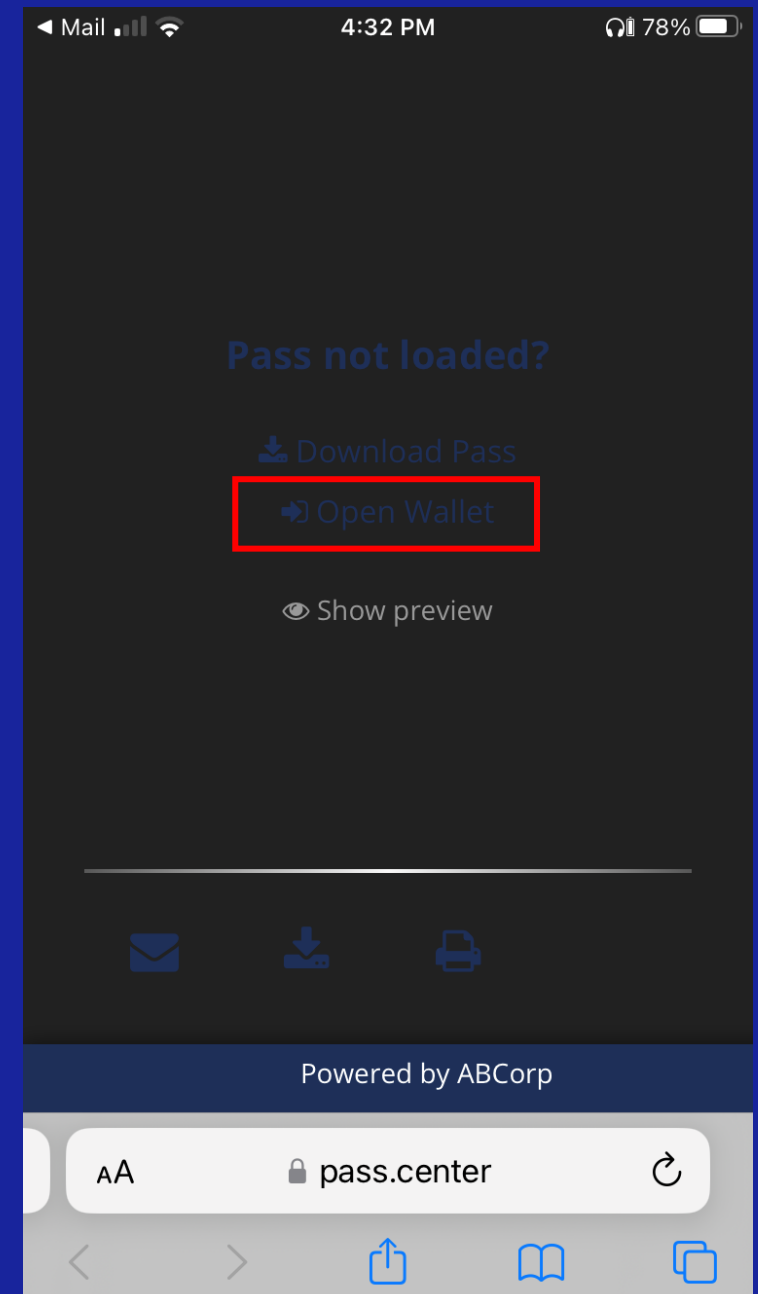 Mail
4:32 PM
78%
Pass not loaded?
Download Pass
Open Wallet
Show preview
Powered by ABCorp
AA
pass.center